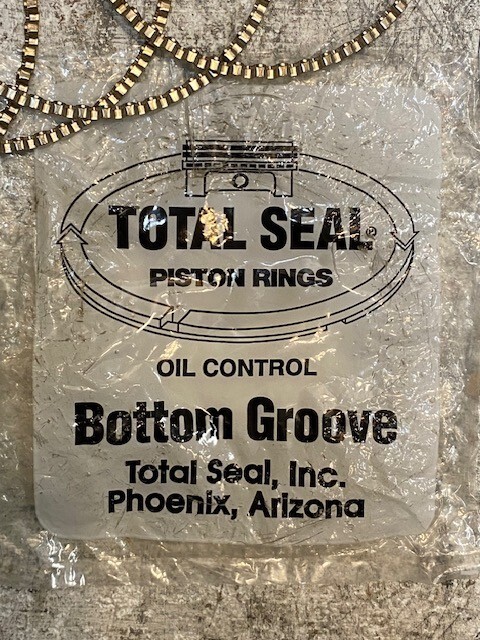 TOTAL SEAL®
PISTON RINGS
OIL CONTROL
Bottom Groove
Total Seal, Inc.
Phoenix, Arizona